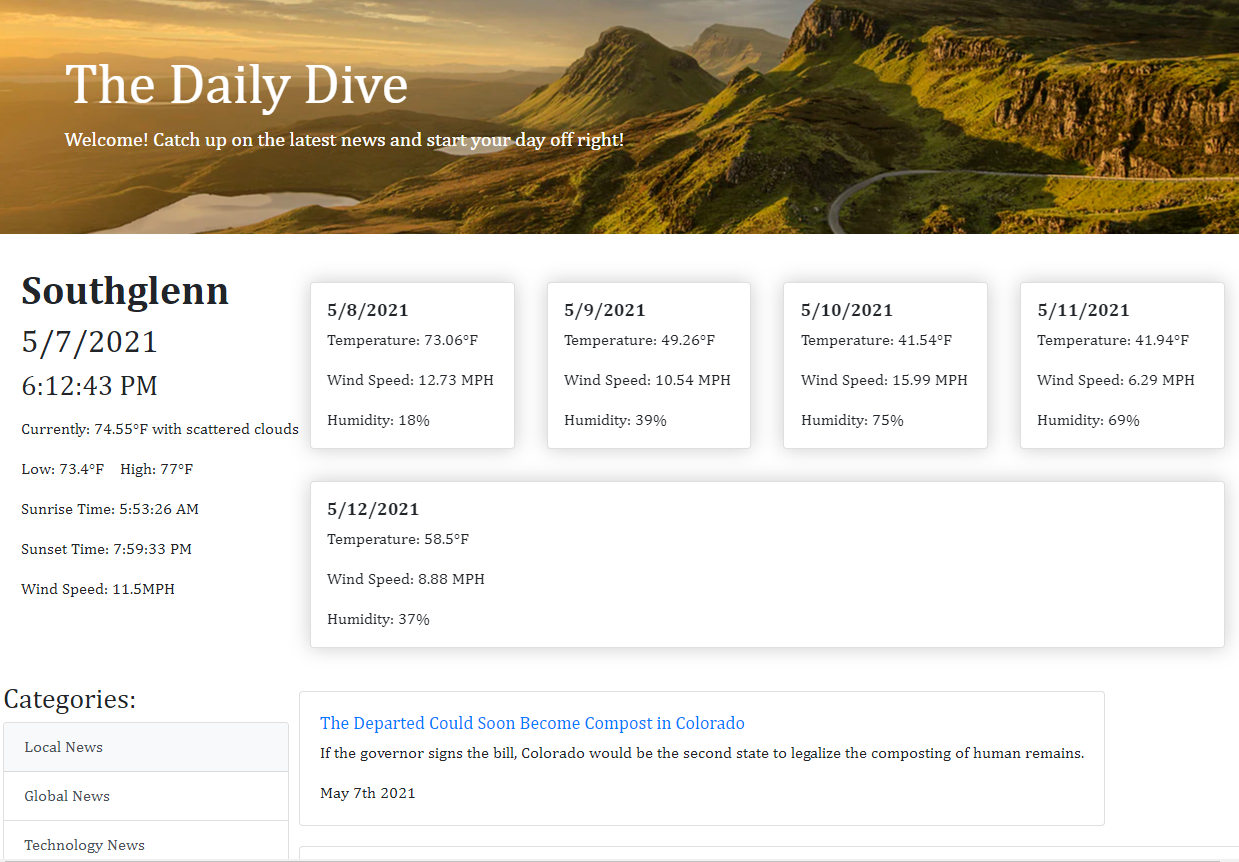 The Daily Dive
Welcome! Catch up on the latest news and start your day off right!
Southglenn
5/7/2021
6:12:43 PM
Currently: 74.55°F with scattered clouds
Low: 73.4°F High: 77°F
Sunrise Time: 5:53:26 AM
Sunset Time: 7:59:33 PM
Wind Speed: 11.5MPH
5/8/2021
Temperature: 73.06°F
Wind Speed: 12.73 MPH
Humidity: 18%
5/9/2021
Temperature: 49.26°F
Wind Speed: 10.54 MPH
Humidity: 39%
5/10/2021
Temperature: 41.54°F
Wind Speed: 15.99 MPH
Humidity: 75%
5/11/2021
Temperature: 41.94°F
Wind Speed: 6.29 MPH
Humidity: 69%
5/12/2021
Temperature: 58.5°F
Wind Speed: 8.88 MPH
Humidity: 37%
Categories:
Local News
Global News
Technology News
The Departed Could Soon Become Compost in Colorado
If the governor signs the bill, Colorado would be the second state to legalize the composting of human remains.
May 7th 2021